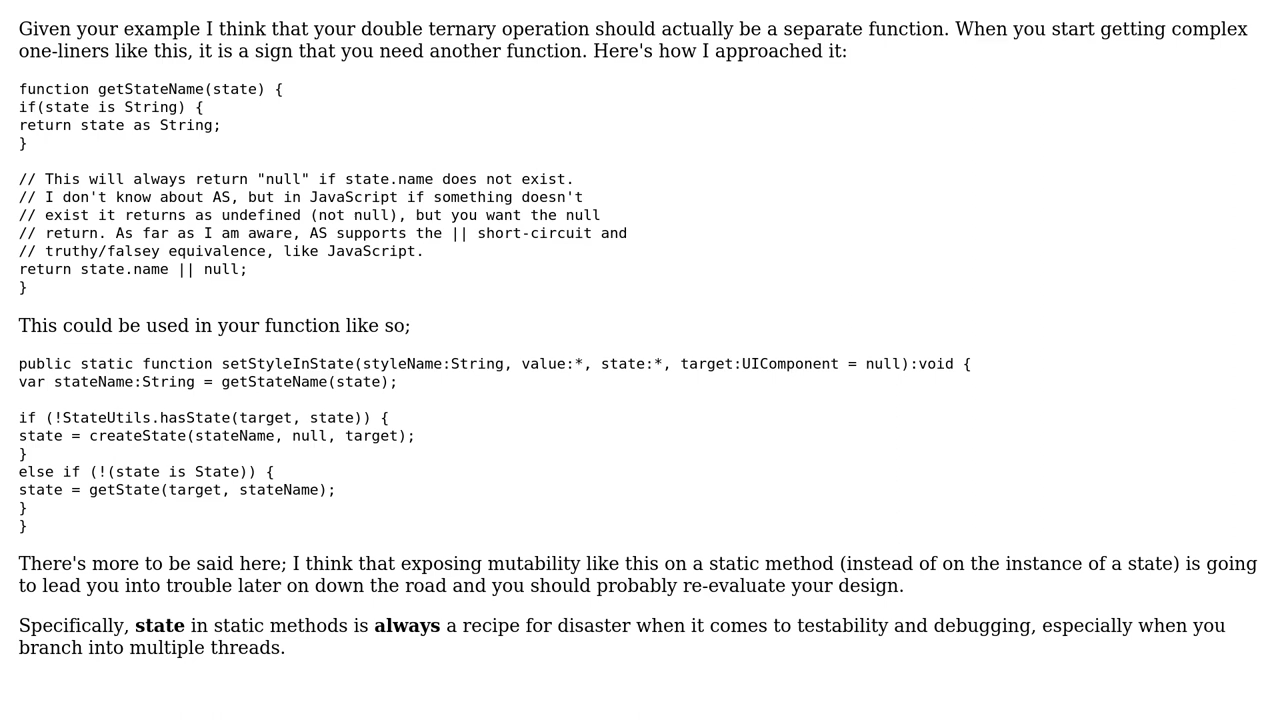 Given your example I think that your double ternary operation should actually be a separate function. When you start getting complex
one-liners like this, it is a sign that you need another function. Here's how I approached it:
function getStateName(state) {
if(state is String) {
return state as String;
}
// This will always return "null" if state.name does not exist.
// I don't know about AS, but in JavaScript if something doesn't
// exist it returns as undefined (not null), but you want the null
// return. As far as I am aware, AS supports the || short-circuit and
// truthy/falsey equivalence, like JavaScript.
return state.name || null;
}
This could be used in your function like so;
public static function setStyleInState(styleName:String, value:*, state:*, target:UIComponent = null):void {
var stateName:String = getStateName(state);
if (!StateUtils.hasState(target, state)) {
state = createState(stateName, null, target);
}
else if (!(state is State)) {
state = getState(target, stateName);
}
}
There's more to be said here; I think that exposing mutability like this on a static method (instead of on the instance of a state) is going
to lead you into trouble later on down the road and you should probably re-evaluate your design.
Specifically, state in static methods is always a recipe for disaster when it comes to testability and debugging, especially when you
branch into multiple threads.